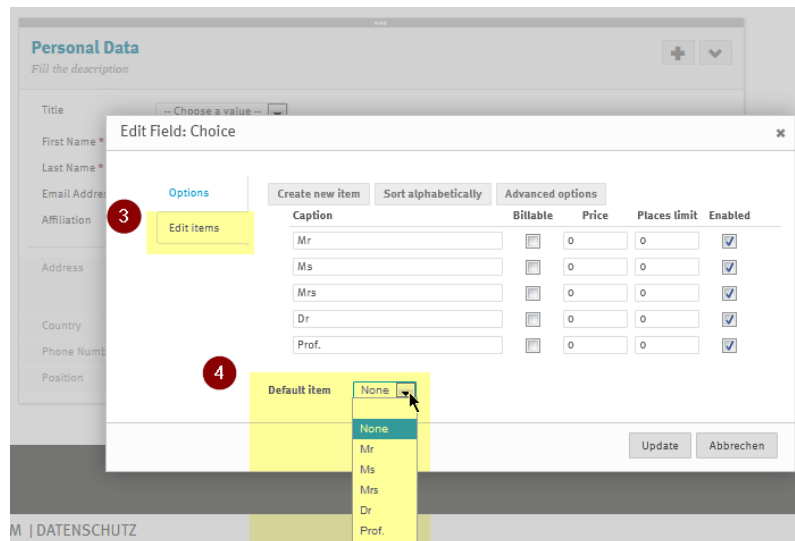 Personal Data
Fill the description
Title -- Choose a value --
First Name *
Last Name *
Email Addre
Affiliation
Address
Country
Phone Numb
Position
Edit Field: Choice
3
Options
Edit items
Create new item Sort alphabetically Advanced options
Caption Billable Price Places limit Enabled
Mr 0 0
Ms 0 0
Mrs 0 0
Dr 0 0
Prof. 0 0
4
Default item None
None
Mr
Ms
Mrs
Dr
Prof.
Update Abbrechen
M | DATENSCHUTZ